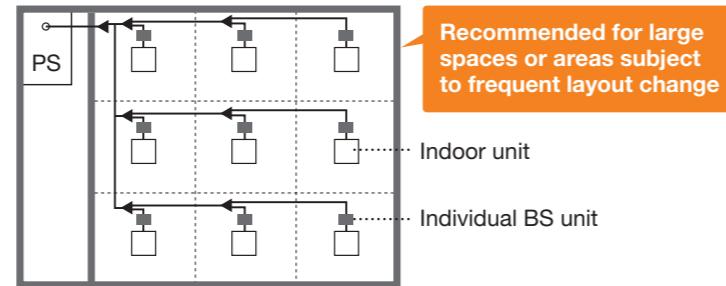 PS
Recommended for large
spaces or areas subject
to frequent layout change
Indoor unit
Individual BS unit